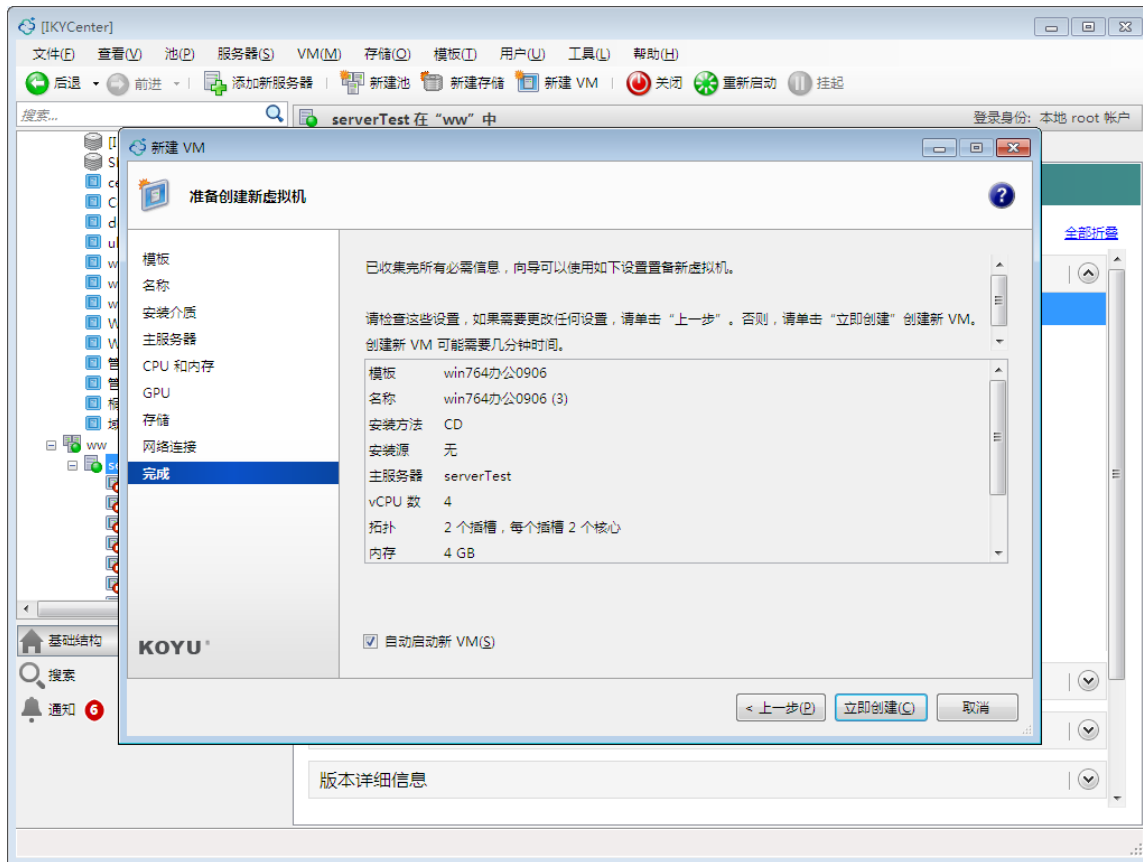 [IKYCenter]
文件(F) 查看(V) 池(P) 服务器(S) VM(M) 存储(O) 模板(T) 用户(U) 工具(L) 帮助(H)
后退 前进 添加新服务器 新建池 新建存储 新建 VM 关闭 重新启动 挂起
搜索...
serverTest 在“ww”中
登录身份: 本地 root 帐户
全部折叠
ww
新建 VM
准备创建新虚拟机
模板
名称
安装介质
主服务器
CPU 和内存
GPU
存储
网络连接
完成
KOYU
已收集完所有必需信息，向导可以使用如下设置置备新虚拟机。
请检查这些设置，如果需要更改任何设置，请单击“上一步”。否则，请单击“立即创建”创建新 VM。
创建新 VM 可能需要几分钟时间。
模板 win764办公0906
名称 win764办公0906 (3)
安装方法 CD
安装源 无
主服务器 serverTest
vCPU 数 4
拓扑 2 个插槽，每个插槽 2 个核心
内存 4 GB
自动启动新 VM(S)
< 上一步(P) 立即创建(C) 取消
基础结构
搜索
通知 6
版本详细信息